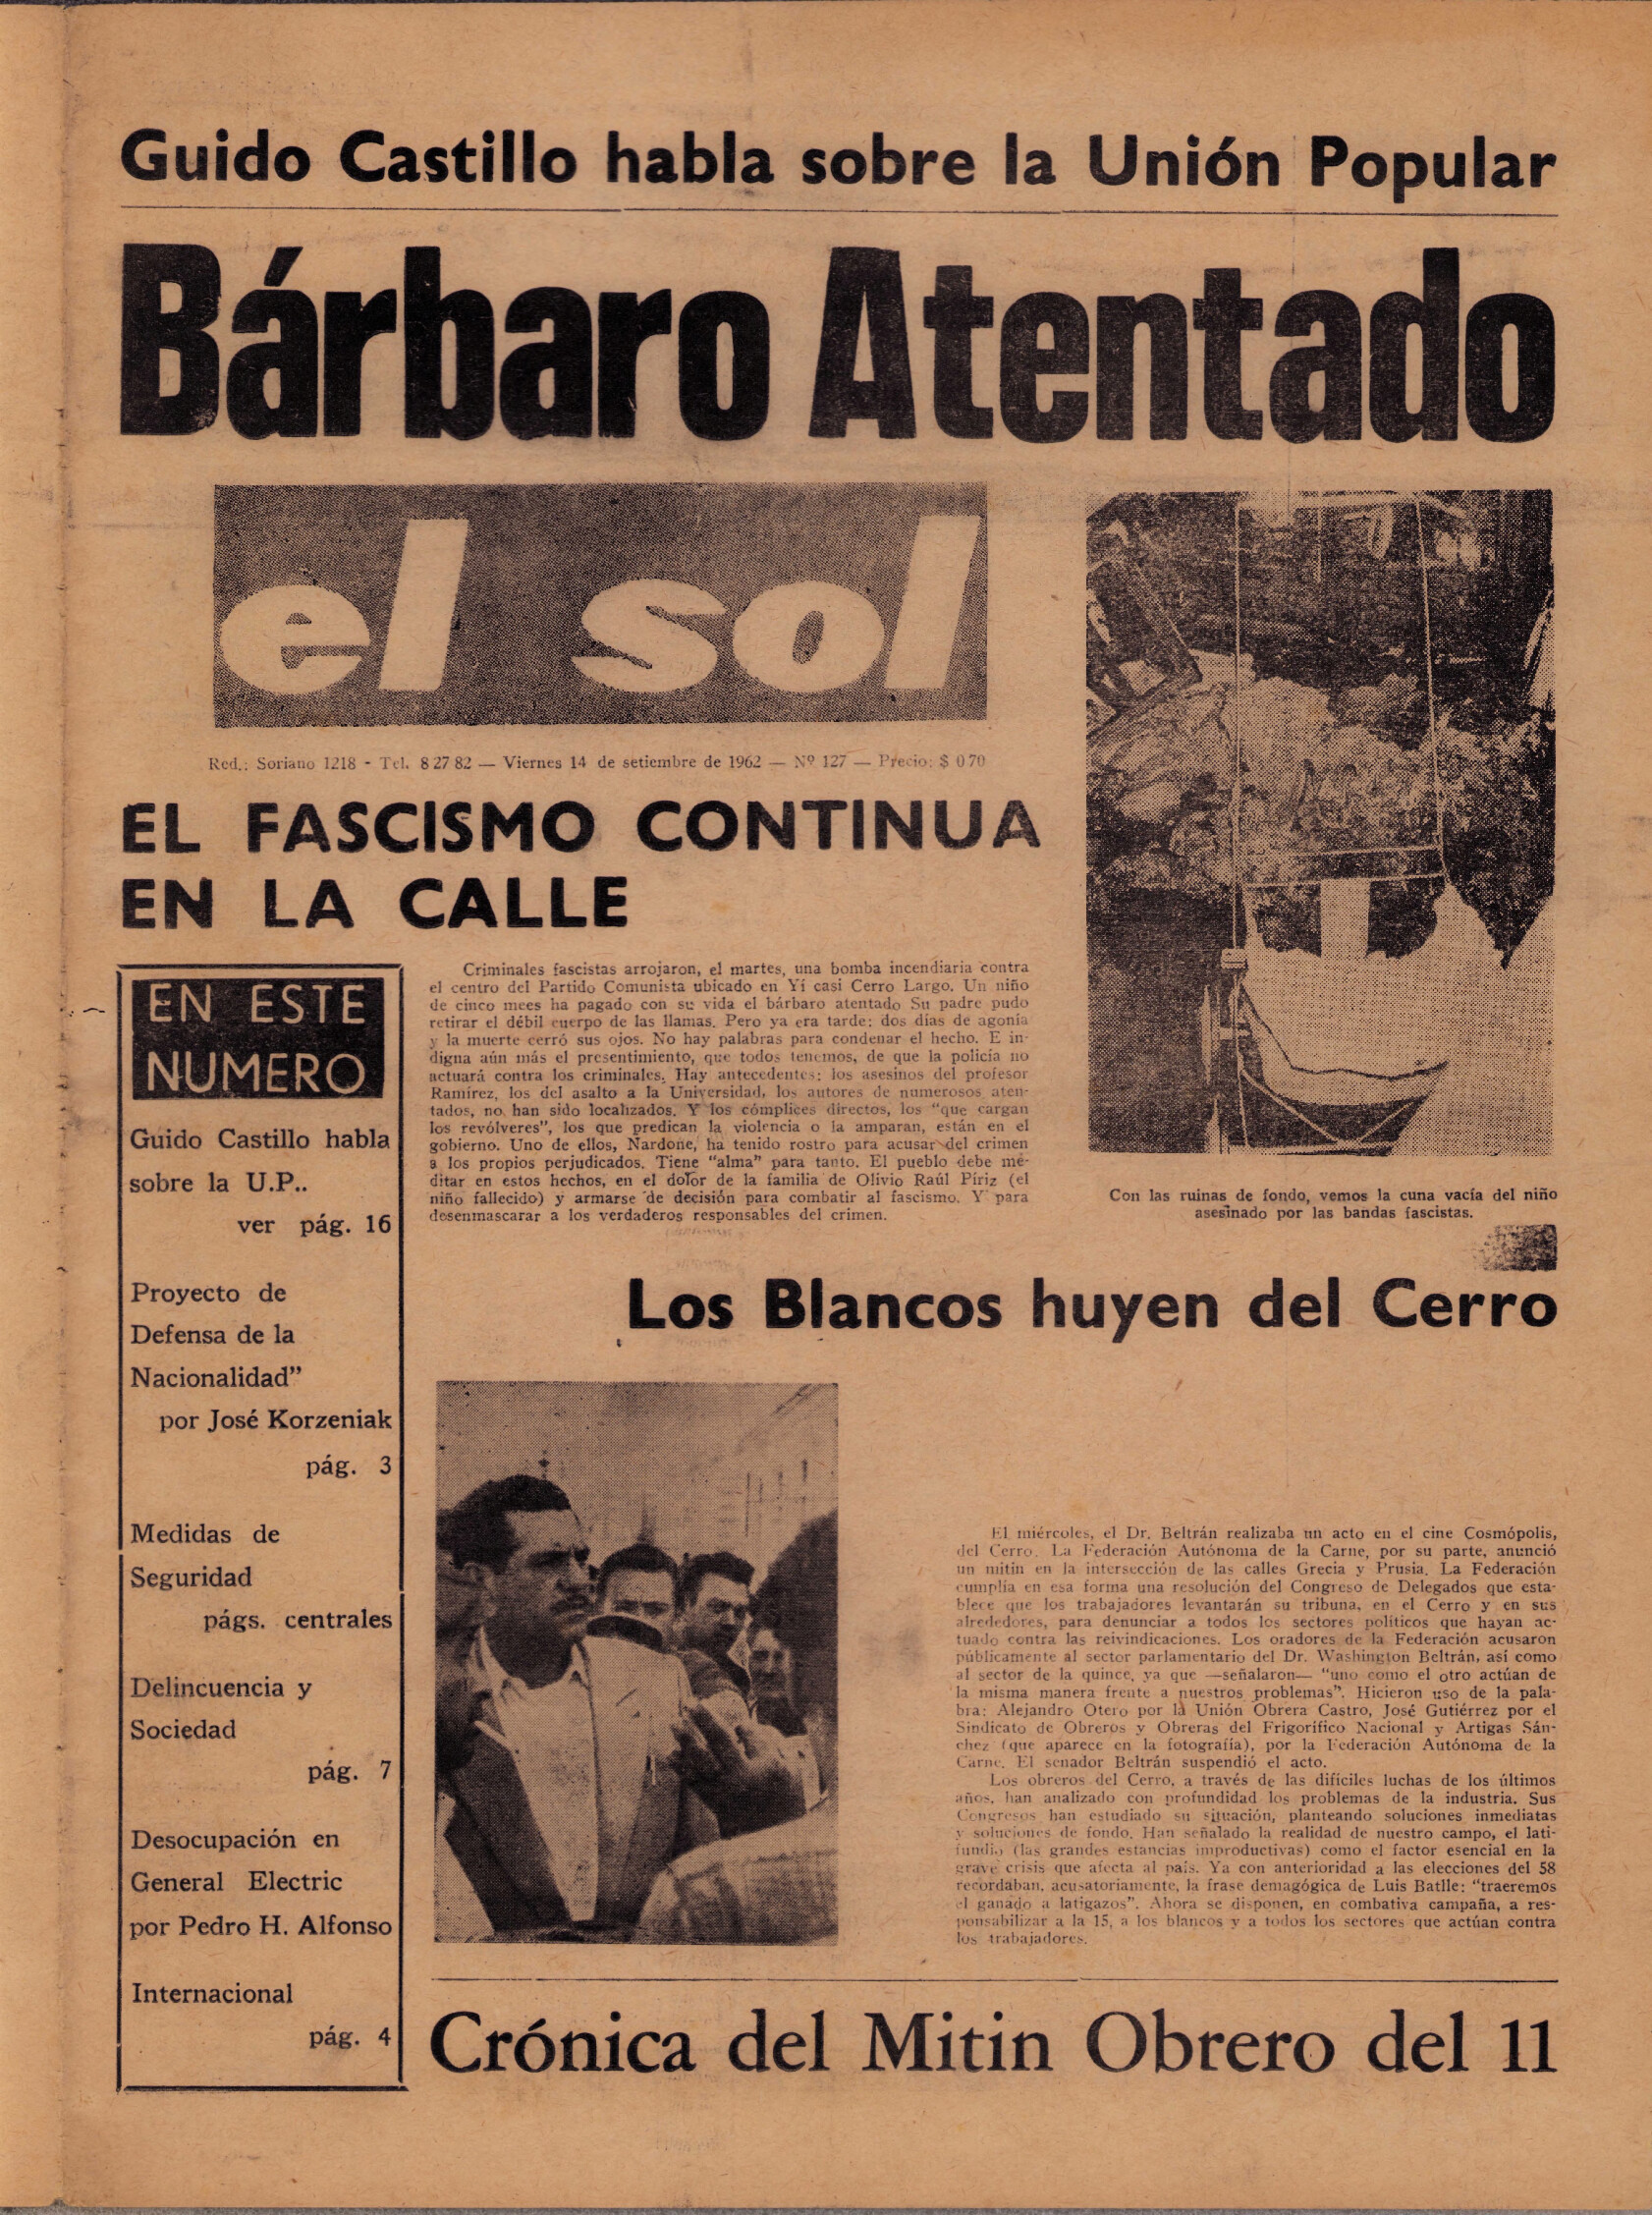 Guido Castillo habla sobre la Unión Popular
Bárbaro Atentado
el sol
Red.: Soriano 1218 - Tel. 8 27 82 — Viernes 14 de setiembre de 1962 — Nº 127 — Precio: $ 0 70
EL FASCISMO CONTINUA
EN LA CALLE
Criminales fascistas arrojaron, el martes, una bomba incendiaria contra
el centro del Partido Comunista ubicado en Yí casi Cerro Largo. Un niño
de cinco mees ha pagado con su vida el bárbaro atentado Su padre pudo
retirar el débil cuerpo de las llamas. Pero ya era tarde: dos días de agonía
y la muerte cerró sus ojos. No hay palabras para condenar el hecho. E in-
digna aún más el presentimiento, que todos tenemos, de que la policía no
actuará contra los criminales. Hay antecedentes: los asesinos del profesor
Ramírez, los del asalto a la Universidad, los autores de numerosos aten-
tados, no han sido localizados. Y los cómplices directos, los "que cargan
los revólveres", los que predican la violencia o la amparan, están en el
gobierno. Uno de ellos, Nardone, ha tenido rostro para acusar del crimen
a los propios perjudicados. Tiene "alma" para tanto. El pueblo debe me-
ditar en estos hechos, en el dolor de la familia de Olivio Raúl Píriz (el
niño fallecido) y armarse de decisión para combatir al fascismo. Y para
desenmascarar a los verdaderos responsables del crimen.
Con las ruinas de fondo, vemos la cuna vacía del niño
asesinado por las bandas fascistas.
EN ESTE
NUMERO
Guido Castillo habla
sobre la U.P..
ver pág. 16
Proyecto de
Defensa de la
Nacionalidad"
por José Korzeniak
pág. 3
Medidas de
Seguridad
págs. centrales
Delincuencia y
Sociedad
pág. 7
Desocupación en
General Electric
por Pedro H. Alfonso
Internacional
pág. 4
Los Blancos huyen del Cerro
El miércoles, el Dr. Beltrán realizaba un acto en el cine Cosmópolis,
del Cerro. La Federación Autónoma de la Carne, por su parte, anunció
un mitin en la intersección de las calles Grecia y Prusia. La Federación
cumplía en esa forma una resolución del Congreso de Delegados que esta-
blece que los trabajadores levantarán su tribuna, en el Cerro y en sus
alrededores, para denunciar a todos los sectores políticos que hayan ac-
tuado contra las reivindicaciones. Los oradores de la Federación acusaron
públicamente al sector parlamentario del Dr. Washington Beltrán, así como
al sector de la quince, ya que —señalaron— "uno como el otro actúan de
la misma manera frente a nuestros problemas". Hicieron uso de la pala-
bra: Alejandro Otero por la Unión Obrera Castro, José Gutiérrez por el
Sindicato de Obreros y Obreras del Frigorífico Nacional y Artigas Sán-
chez (que aparece en la fotografíía), por la Federación Autónoma de la
Carne. El senador Beltrán suspendió el acto.
Los obreros del Cerro, a través de las difíciles luchas de los últimos
años, han analizado con profundidad los problemas de la industria. Sus
Congresos han estudiado su situación, planteando soluciones inmediatas
y soluciones de fondo. Han señalado la realidad de nuestro campo, el lati-
fundio (las grandes estancias improductivas) como el factor esencial en la
grave crisis que afecta al país. Ya con anterioridad a las elecciones del 58
recordaban, acusatoriamente, la frase demagógica de Luis Batlle: "traeremos
el ganado a latigazos". Ahora se disponen, en combativa campaña, a res-
ponsabilizar a la 15, a los blancos y a todos los sectores que actúan contra
los trabajadores.
Crónica del Mitin Obrero del 11